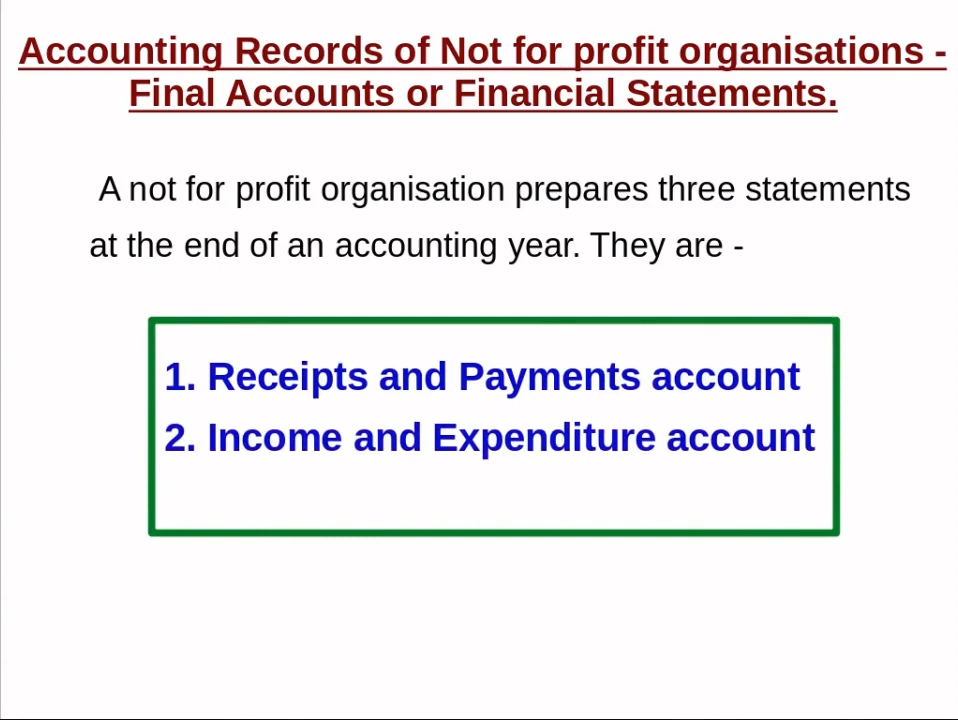 Accounting Records of Not for profit organisations -
Final Accounts or Financial Statements.
A not for profit organisation prepares three statements
at the end of an accounting year. They are -
1. Receipts and Payments account
2. Income and Expenditure account